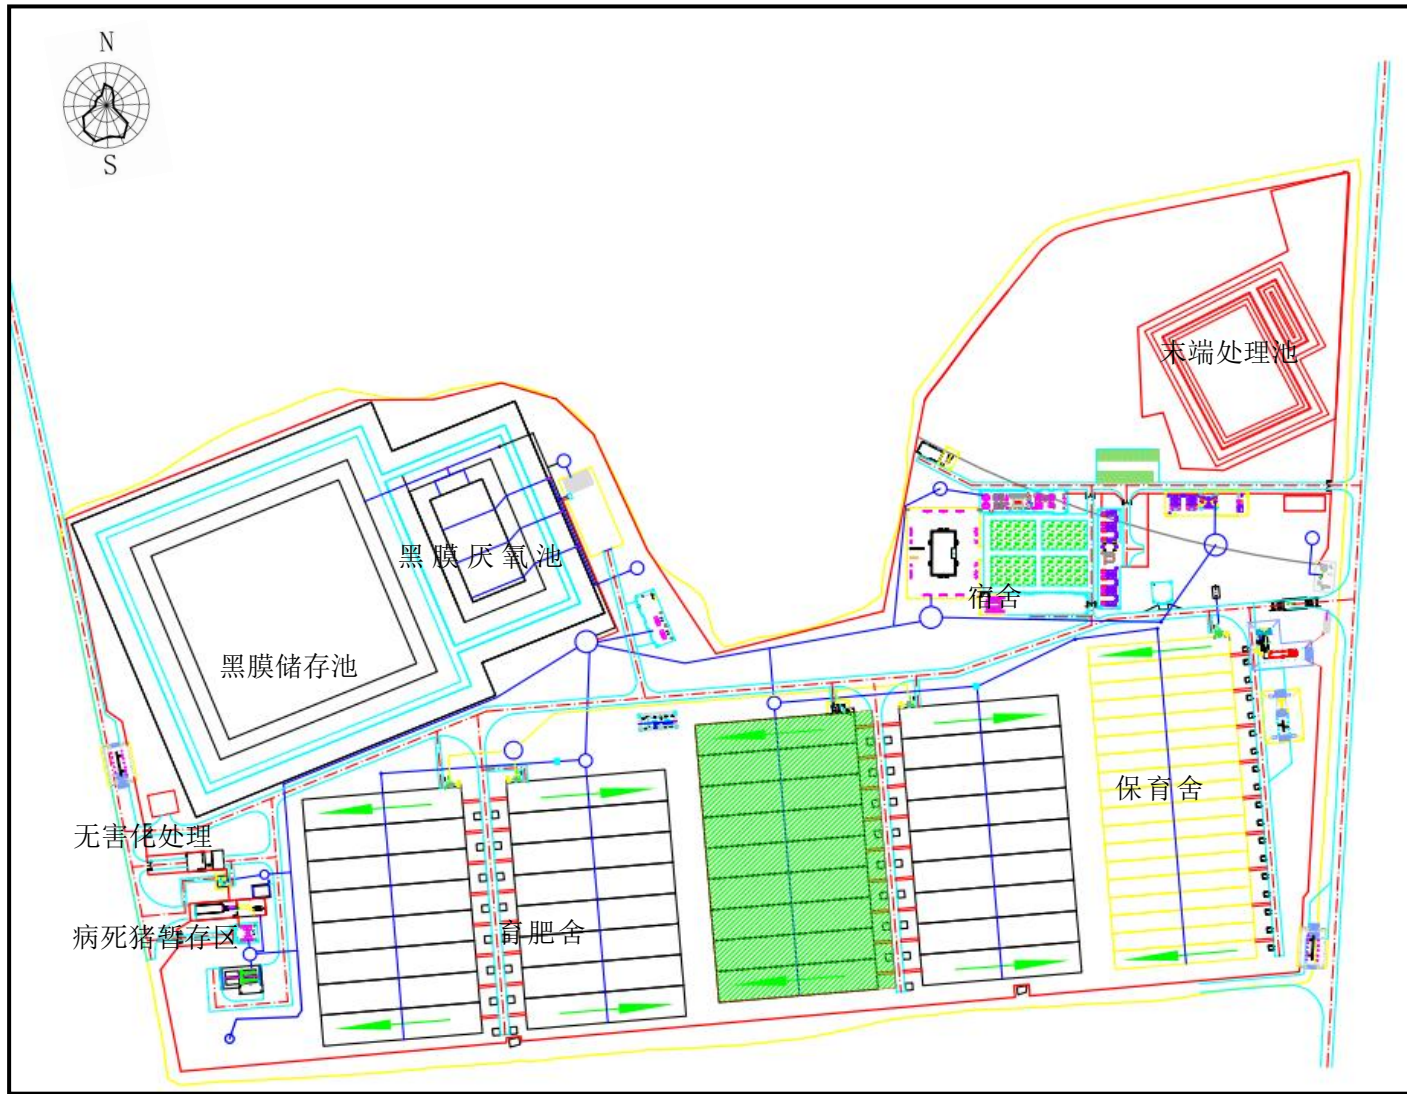 N
S
末端处理池
黑膜厌氧池
宿舍
黑膜储存池
保育舍
无害化处理
育肥舍
病死猪暂存区